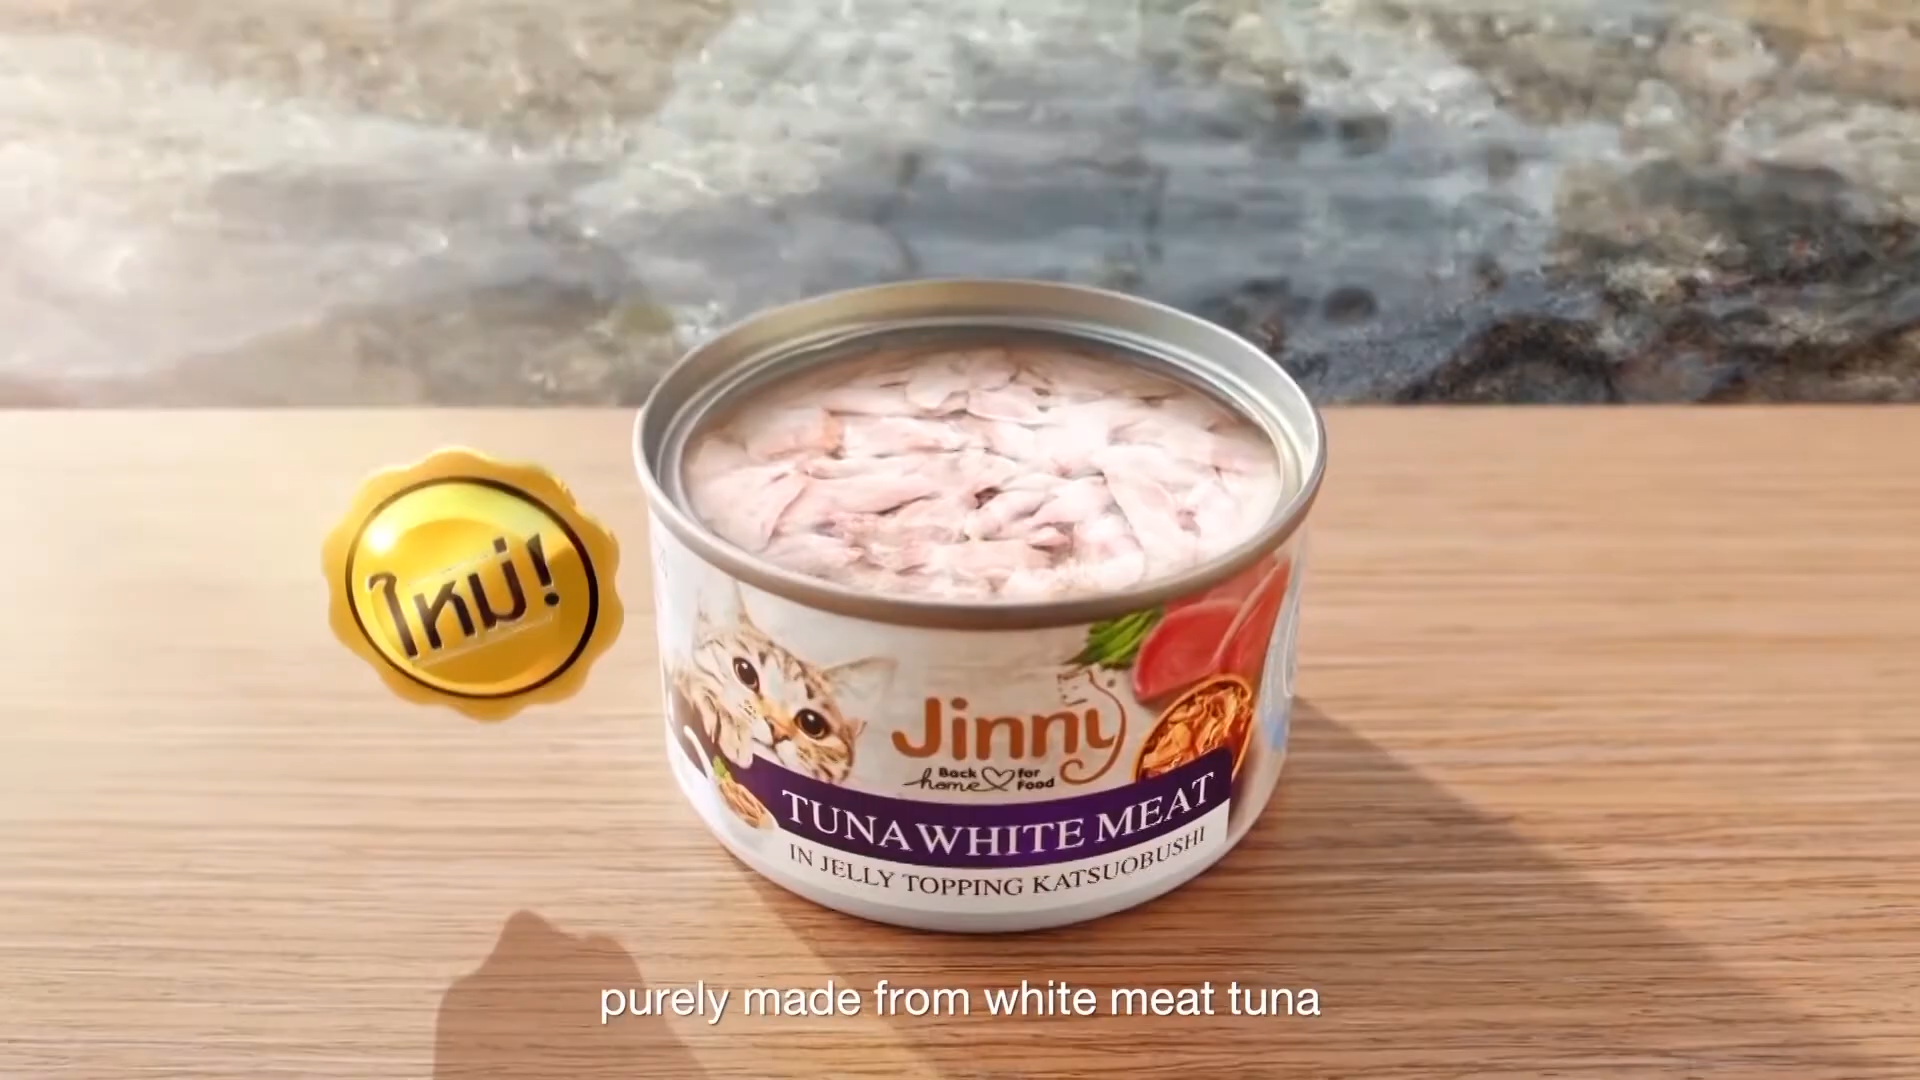 ใหม่!
Jinny
Back for
home Food
TUNA WHITE MEAT
IN JELLY TOPPING KATSUOBUSHI
purely made from white meat tuna